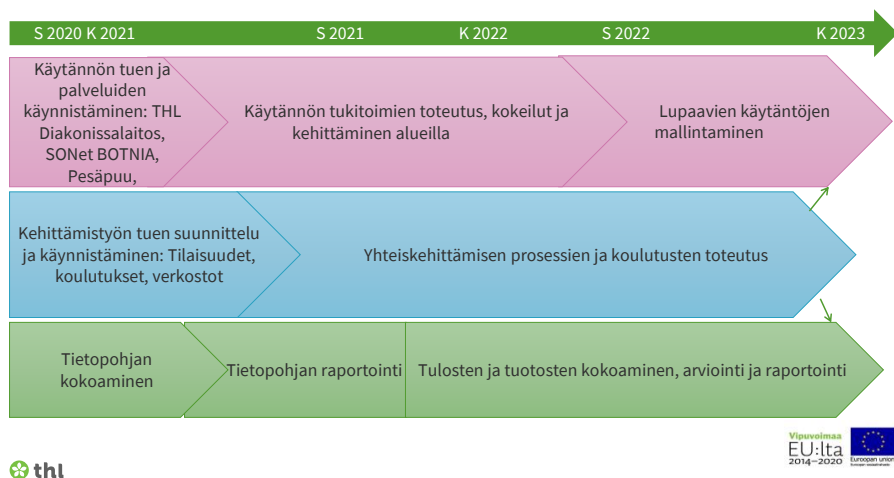 S 2020 K 2021
S 2021
K 2022
S 2022
K 2023
Käytännön tuen ja
palveluiden
käynnistäminen: THL
Diakonissalaitos,
SONet BOTNIA,
Pesäpuu,
Käytännön tukitoimien toteutus, kokeilut ja
kehittäminen alueilla
Lupaavien käytäntöjen
mallintaminen
Kehittämistyön tuen suunnittelu
ja käynnistäminen: Tilaisuudet,
koulutukset, verkostot
Yhteiskehittämisen prosessien ja koulutusten toteutus
Tietopohjan
kokoaminen
Tietopohjan raportointi
Tulosten ja tuotosten kokoaminen, arviointi ja raportointi
thl
Vipuvoimaa
EU:lta
2014–2020
Euroopan unioni
Euroopan sosiaalirahasto